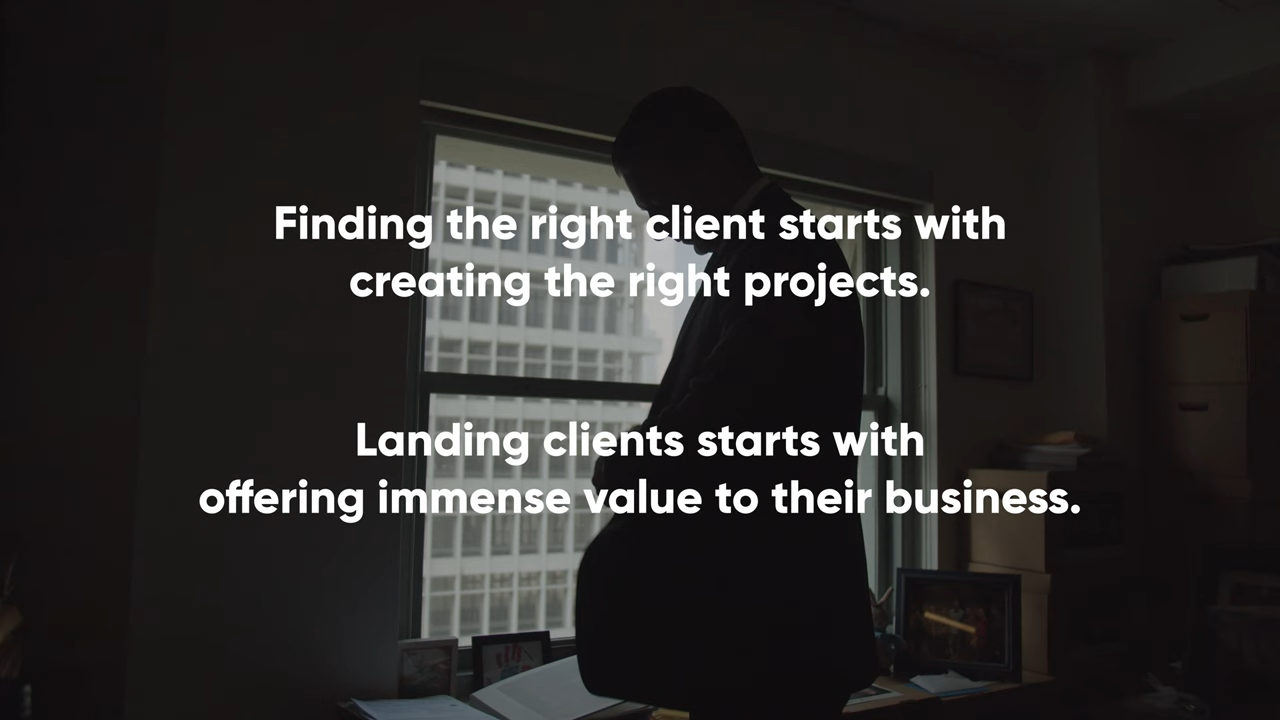 Finding the right client starts with
creating the right projects.
Landing clients starts with
offering immense value to their business.